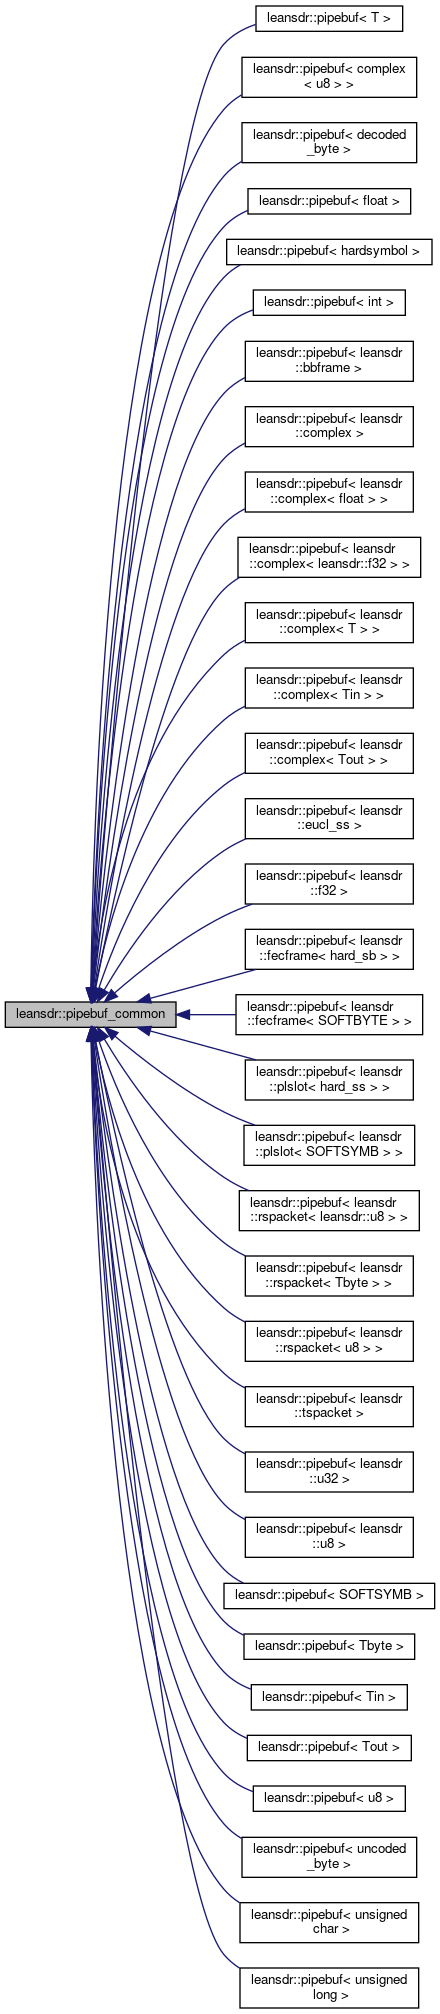 leansdr::pipebuf< T >
leansdr::pipebuf< complex
< u8 > >
leansdr::pipebuf< decoded
_byte >
leansdr::pipebuf< float >
leansdr::pipebuf< hardsymbol >
leansdr::pipebuf< int >
leansdr::pipebuf< leansdr
::bbframe >
leansdr::pipebuf< leansdr
::complex >
leansdr::pipebuf< leansdr
::complex< float > >
leansdr::pipebuf< leansdr
::complex< leansdr::f32 > >
leansdr::pipebuf< leansdr
::complex< T > >
leansdr::pipebuf< leansdr
::complex< Tin > >
leansdr::pipebuf< leansdr
::complex< Tout > >
leansdr::pipebuf< leansdr
::eucl_ss >
leansdr::pipebuf< leansdr
::f32 >
leansdr::pipebuf< leansdr
::fecframe< hard_sb > >
leansdr::pipebuf_common
leansdr::pipebuf< leansdr
::fecframe< SOFTBYTE > >
leansdr::pipebuf< leansdr
::plslot< hard_ss > >
leansdr::pipebuf< leansdr
::plslot< SOFTSYMB > >
leansdr::pipebuf< leansdr
::rspacket< leansdr::u8 > >
leansdr::pipebuf< leansdr
::rspacket< Tbyte > >
leansdr::pipebuf< leansdr
::rspacket< u8 > >
leansdr::pipebuf< leansdr
::tspacket >
leansdr::pipebuf< leansdr
::u32 >
leansdr::pipebuf< leansdr
::u8 >
leansdr::pipebuf< SOFTSYMB >
leansdr::pipebuf< Tbyte >
leansdr::pipebuf< Tin >
leansdr::pipebuf< Tout >
leansdr::pipebuf< u8 >
leansdr::pipebuf< uncoded
_byte >
leansdr::pipebuf< unsigned
char >
leansdr::pipebuf< unsigned
long >